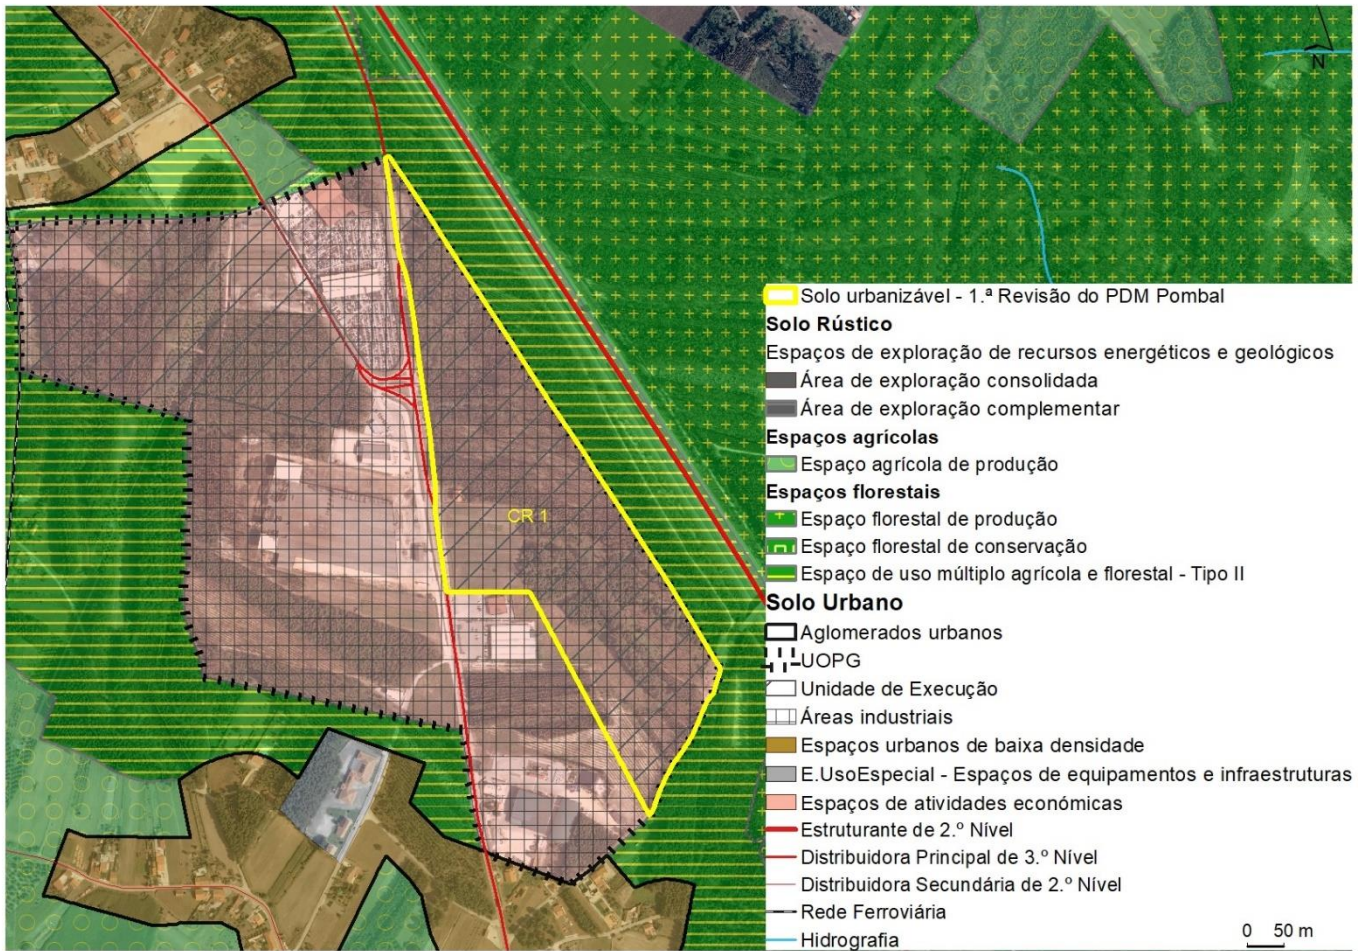 N
CR 1
Solo urbanizável - 1.ª Revisão do PDM Pombal
Solo Rústico
Espaços de exploração de recursos energéticos e geológicos
Área de exploração consolidada
Área de exploração complementar
Espaços agrícolas
Espaço agrícola de produção
Espaços florestais
Espaço florestal de produção
Espaço florestal de conservação
Espaço de uso múltiplo agrícola e florestal - Tipo II
Solo Urbano
Aglomerados urbanos
UOPG
Unidade de Execução
Áreas industriais
Espaços urbanos de baixa densidade
E.UsoEspecial - Espaços de equipamentos e infraestruturas
Espaços de atividades económicas
Estruturante de 2.º Nível
Distribuidora Principal de 3.º Nível
Distribuidora Secundária de 2.º Nível
Rede Ferroviária
Hidrografia
0 50 m